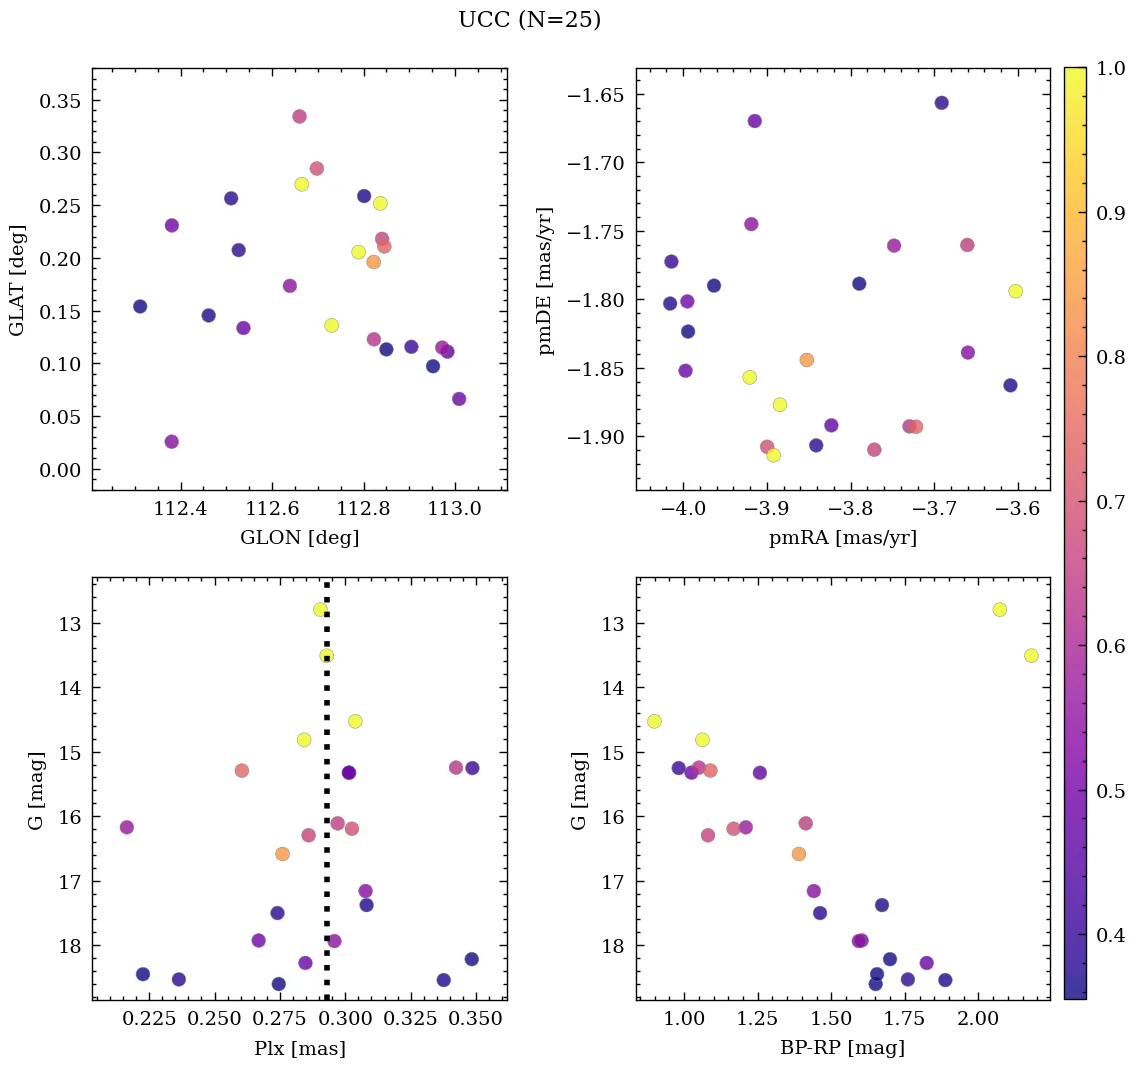 UCC (N=25)
0.35
0.30
0.25
0.20
0.15
0.10
0.05
0.00
GLAT [deg]
112.4 112.6 112.8 113.0
GLON [deg]
−1.65
−1.70
−1.75
−1.80
−1.85
−1.90
pmDE [mas/yr]
−4.0 −3.9 −3.8 −3.7 −3.6
pmRA [mas/yr]
1.0
0.9
0.8
0.7
0.6
0.5
0.4
13
14
15
16
17
18
G [mag]
0.225 0.250 0.275 0.300 0.325 0.350
Plx [mas]
13
14
15
16
17
18
G [mag]
1.00 1.25 1.50 1.75 2.00
BP-RP [mag]